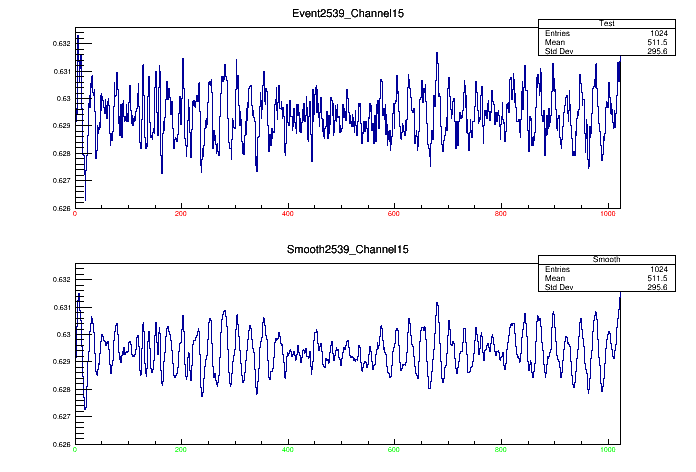 Event2539_Channel15
Test
Entries 1024
Mean 511.5
Std Dev 295.6
0.632
0.631
0.63
0.629
0.628
0.627
0.626
0 200 400 600 800 1000
Smooth2539_Channel15
Smooth
Entries 1024
Mean 511.5
Std Dev 295.6
0.632
0.631
0.63
0.629
0.628
0.627
0.626
0 200 400 600 800 1000